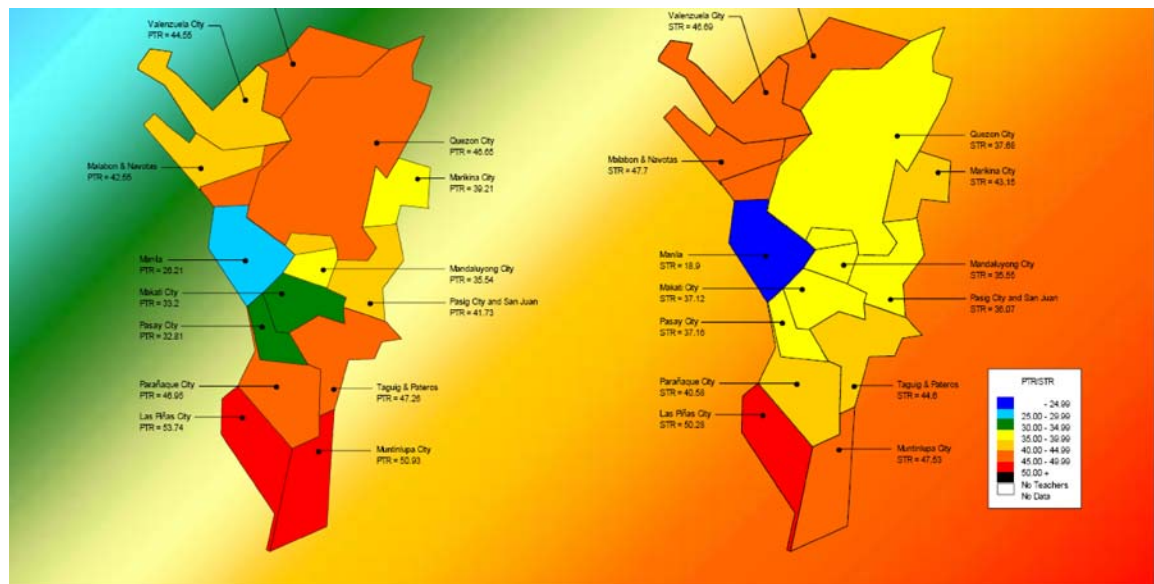 Valenzuela City
PTR = 44.55
Quezon City
PTR = 46.65
Malabon & Navotas
PTR = 42.55
Marikina City
PTR = 39.21
Manila
PTR = 26.21
Mandaluyong City
PTR = 35.54
Makati City
PTR = 33.2
Pasig City and San Juan
PTR = 41.73
Pasay City
PTR = 32.81
Parañaque City
PTR = 46.95
Taguig & Pateros
PTR = 47.26
Las Piñas City
PTR = 53.74
Muntinlupa City
PTR = 50.93
Valenzuela City
STR = 46.69
Quezon City
STR = 37.68
Malabon & Navotas
STR = 47.7
Marikina City
STR = 43.15
Manila
STR = 18.9
Mandaluyong City
STR = 35.55
Makati City
STR = 37.12
Pasig City and San Juan
STR = 36.07
Pasay City
STR = 37.16
Parañaque City
STR = 40.58
Taguig & Pateros
STR = 44.6
Las Piñas City
STR = 50.28
Muntinlupa City
STR = 47.53
PTR/STR
- 24.99
25.00 - 29.99
30.00 - 34.99
35.00 - 39.99
40.00 - 44.99
45.00 - 49.99
50.00 +
No Teachers
No Data